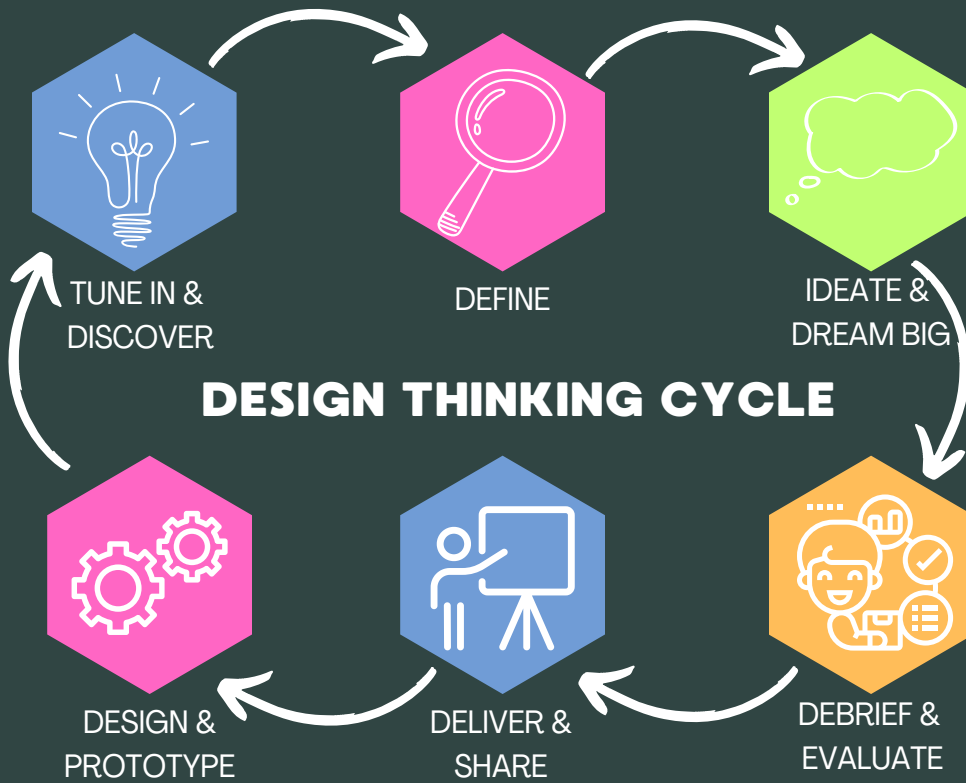 TUNE IN &
DISCOVER
DEFINE
IDEATE &
DREAM BIG
DESIGN THINKING CYCLE
DESIGN &
PROTOTYPE
DELIVER &
SHARE
DEBRIEF &
EVALUATE